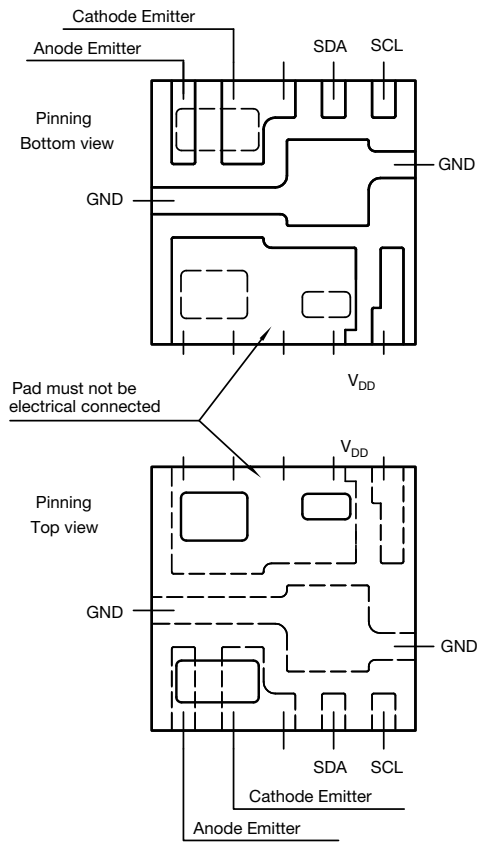 Cathode Emitter
Anode Emitter
SDA
SCL
Pinning
Bottom view
GND
GND
VDD
Pad must not be
electrical connected
VDD
Pinning
Top view
GND
GND
SDA
SCL
Cathode Emitter
Anode Emitter